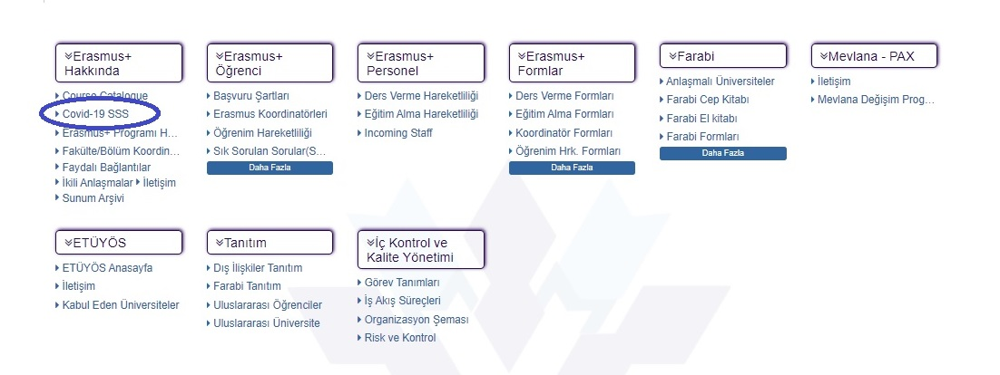 Erasmus+
Hakkında
Course Catalogue
Covid-19 SSS
Erasmus+ Programı H...
Fakülte/Bölüm Koordin...
Faydalı Bağlantılar
İkili Anlaşmalar İletişim
Sunum Arşivi
Erasmus+
Öğrenci
Başvuru Şartları
Erasmus Koordinatörleri
Öğrenim Hareketliliği
Sık Sorulan Sorular(S...
Daha Fazla
Erasmus+
Personel
Ders Verme Hareketliliği
Eğitim Alma Hareketliliği
Incoming Staff
Erasmus+
Formlar
Ders Verme Formları
Eğitim Alma Formları
Koordinatör Formları
Öğrenim Hrk. Formları
Daha Fazla
Farabi
Anlaşmalı Üniversiteler
Farabi Cep Kitabı
Farabi El kitabı
Farabi Formları
Daha Fazla
Mevlana - PAX
İletişim
Mevlana Değişim Prog...
ETÜYÖS
ETÜYÖS Anasayfa
İletişim
Kabul Eden Üniversiteler
Tanıtım
Dış İlişkiler Tanıtım
Farabi Tanıtım
Uluslararası Öğrenciler
Uluslararası Üniversite
İç Kontrol ve
Kalite Yönetimi
Görev Tanımları
İş Akış Süreçleri
Organizasyon Şeması
Risk ve Kontrol